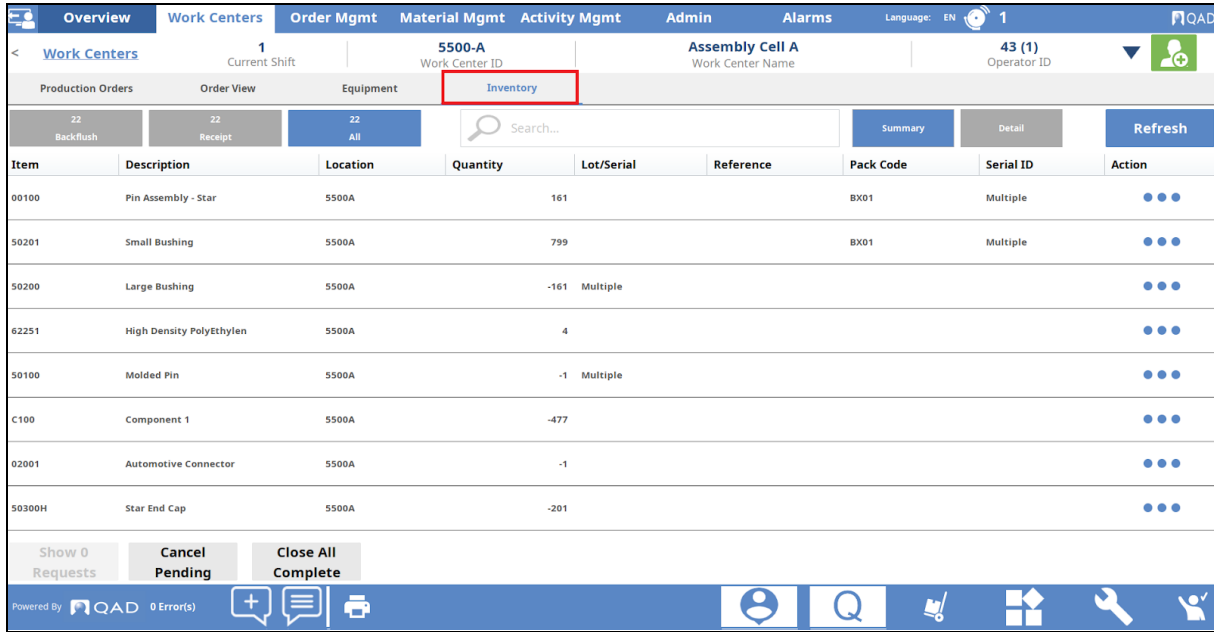 Overview Work Centers Order Mgmt Material Mgmt Activity Mgmt Admin Alarms Language: EN 1 QAD
< Work Centers 1 5500-A Assembly Cell A 43 (1)
Current Shift Work Center ID Work Center Name Operator ID
Production Orders Order View Equipment Inventory
22 22 22 Search... Summary Detail Refresh
Backflush Receipt All
Item Description Location Quantity Lot/Serial Reference Pack Code Serial ID Action
00100 Pin Assembly - Star 5500A 161 BX01 Multiple
50201 Small Bushing 5500A 799 BX01 Multiple
50200 Large Bushing 5500A -161 Multiple
62251 High Density PolyEthylen 5500A 4
50100 Molded Pin 5500A -1 Multiple
C100 Component 1 5500A -477
02001 Automotive Connector 5500A -1
50300H Star End Cap 5500A -201
Show 0 Cancel Close All
Requests Pending Complete
Powered By QAD 0 Error(s) Q